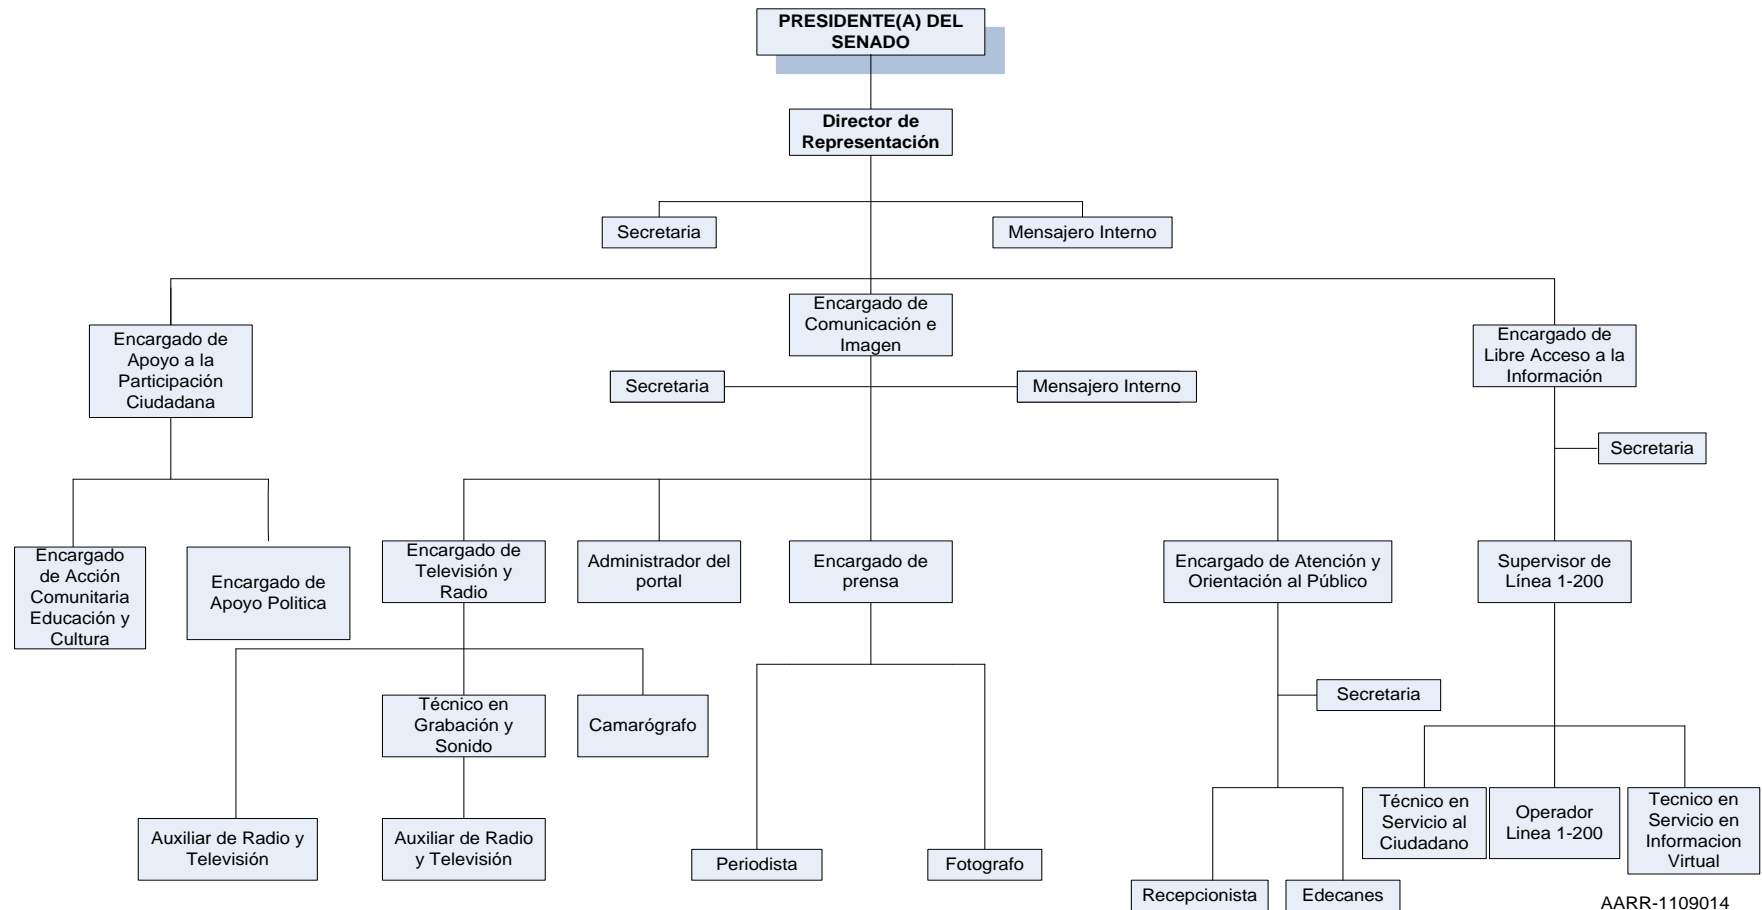 PRESIDENTE(A) DEL
SENADO
Director de
Representación
Secretaria
Mensajero Interno
Encargado de
Apoyo a la
Participación
Ciudadana
Encargado de
Comunicación e
Imagen
Encargado de
Libre Acceso a la
Información
Secretaria
Mensajero Interno
Secretaria
Encargado
de Acción
Comunitaria
Educación y
Cultura
Encargado de
Apoyo Politica
Encargado de
Televisión y
Radio
Administrador del
portal
Encargado de
prensa
Encargado de Atención y
Orientación al Público
Supervisor de
Línea 1-200
Técnico en
Grabación y
Sonido
Camarógrafo
Secretaria
Auxiliar de Radio y
Televisión
Auxiliar de Radio
y Televisión
Periodista
Fotografo
Recepcionista
Edecanes
Técnico en
Servicio al
Ciudadano
Operador
Linea 1-200
Tecnico en
Servicio en
Informacion
Virtual
AARR-1109014